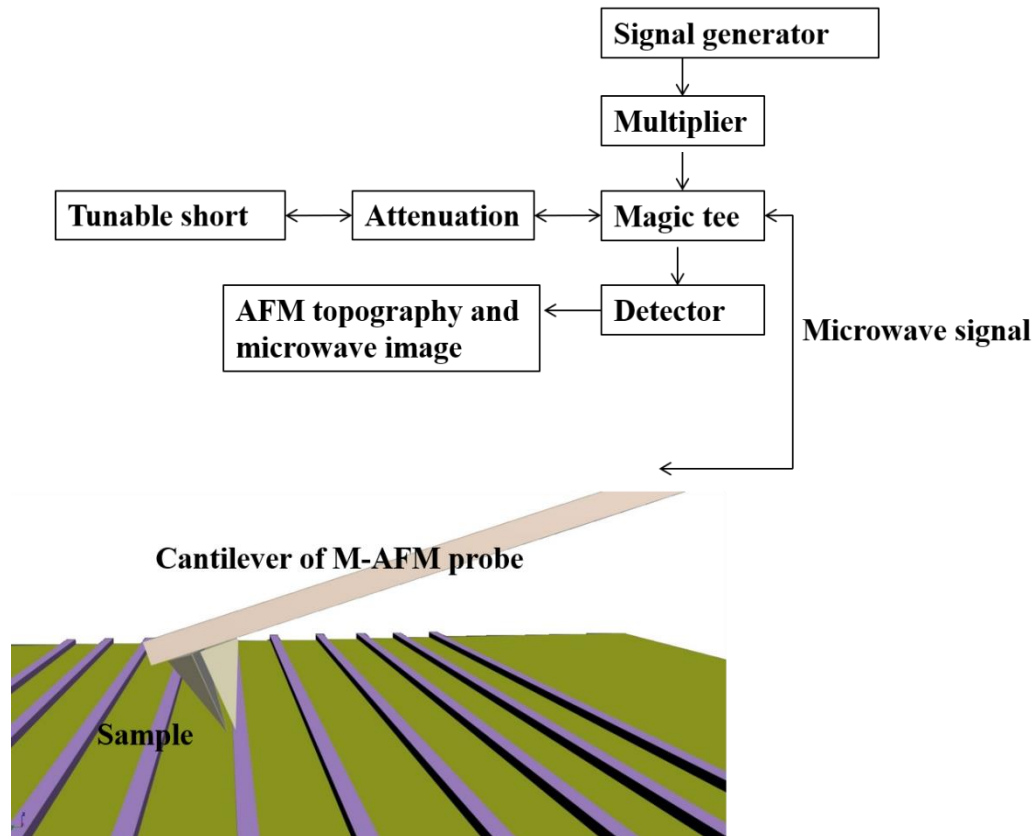 Signal generator
Multiplier
Tunable short
Attenuation
Magic tee
AFM topography and
microwave image
Detector
Microwave signal
Cantilever of M-AFM probe
Sample